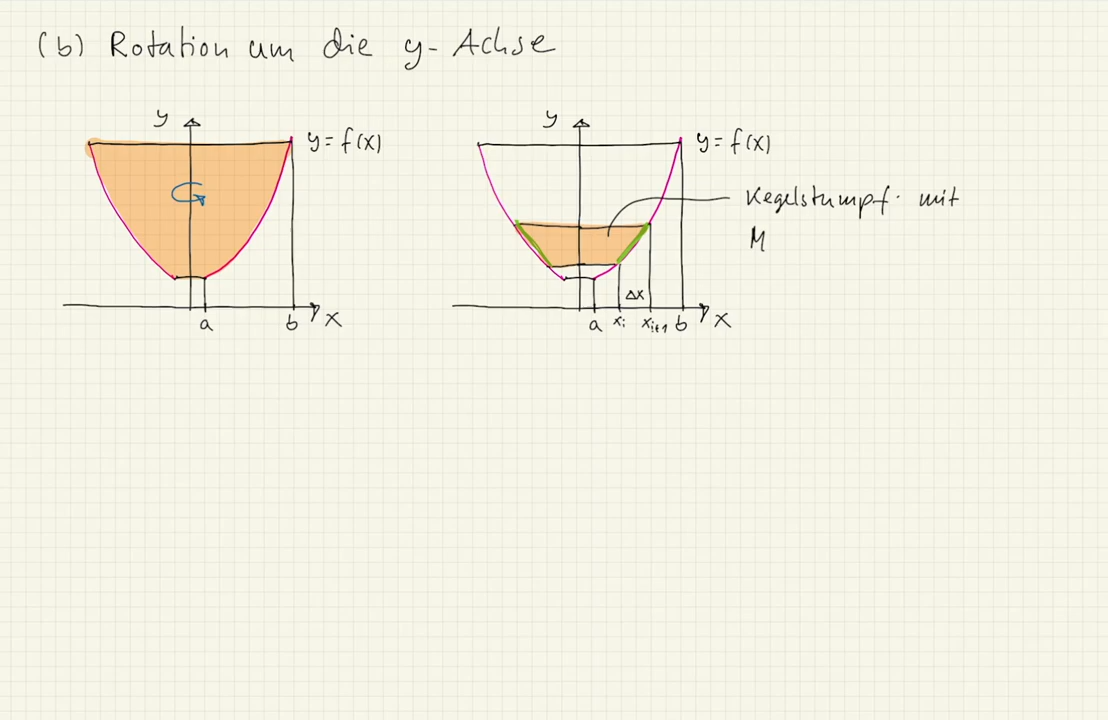 (b) Rotation um die y-Achse
y
y = f(x)
a
b
x
y
y = f(x)
Kegelstumpf mit
M
Δx
a
xᵢ
xᵢ₊₁
b
x